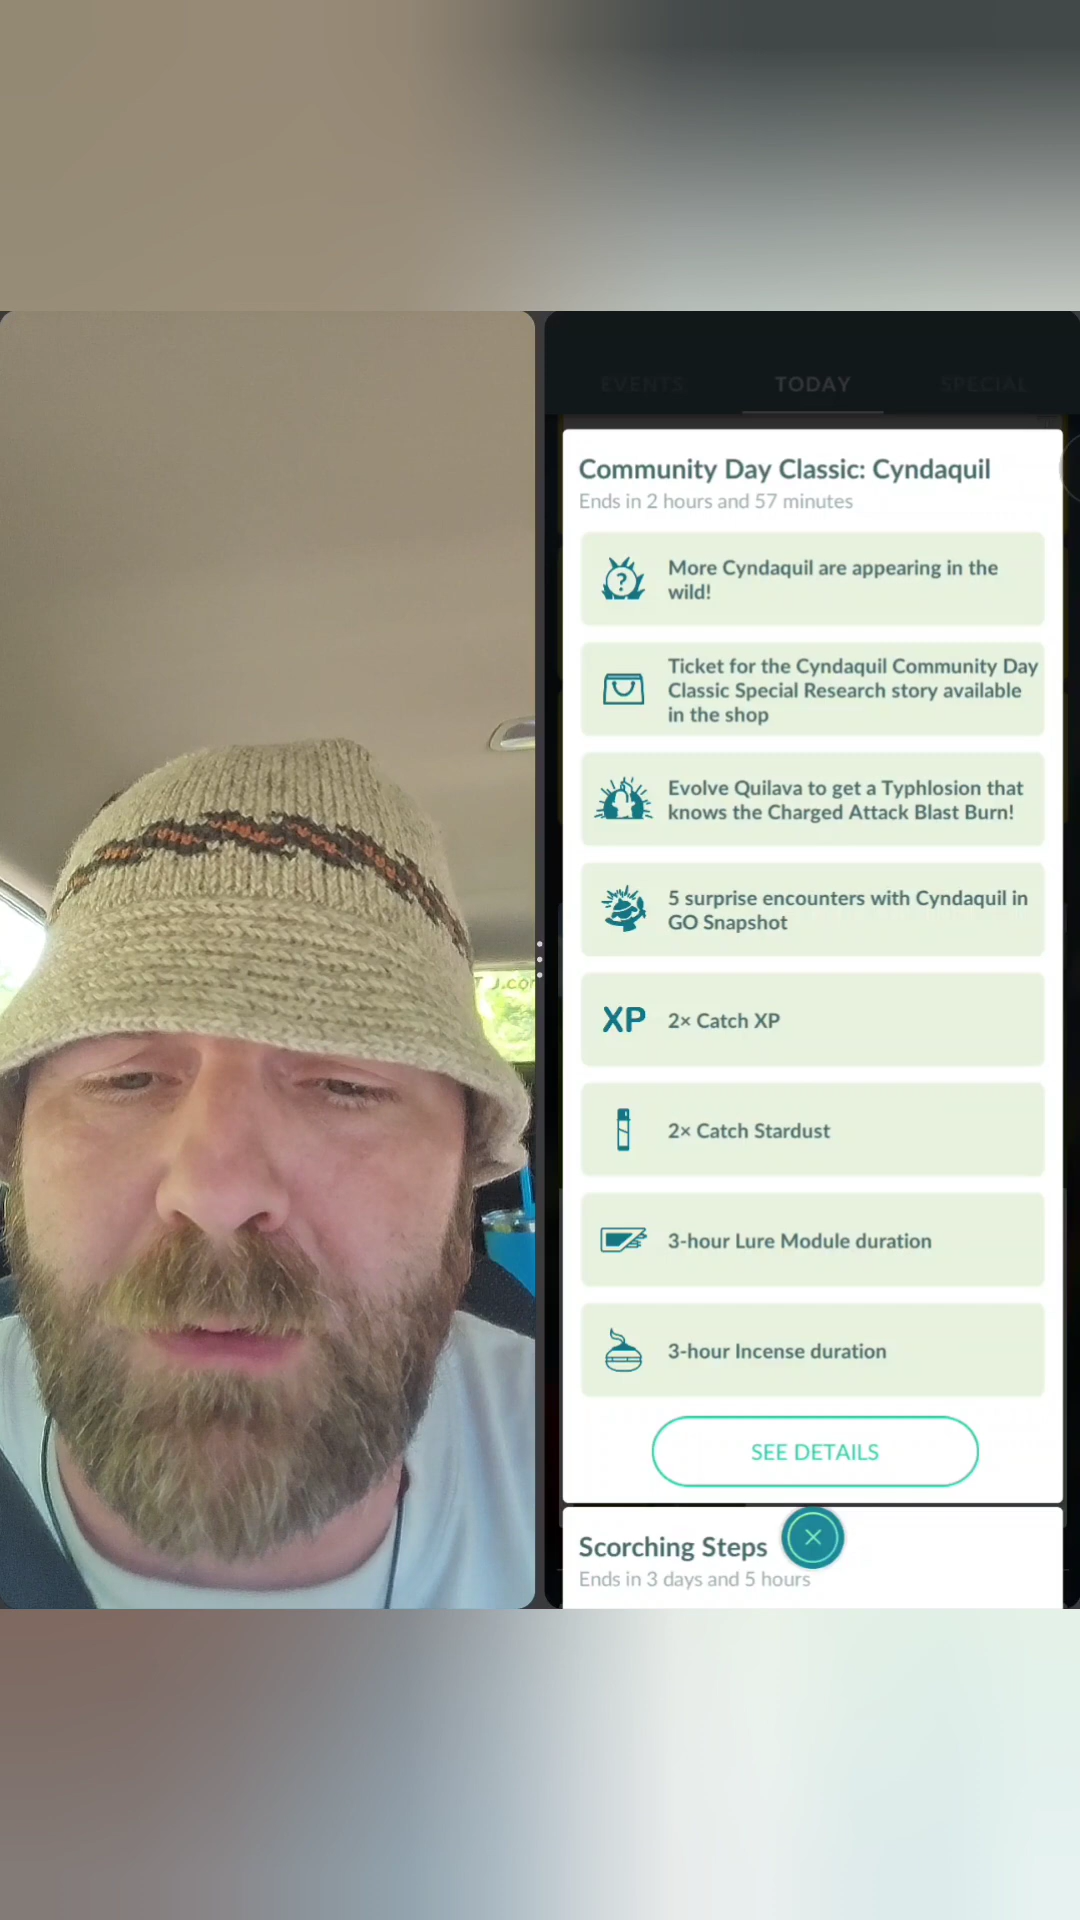 EVENTS
TODAY
SPECIAL
Community Day Classic: Cyndaquil
Ends in 2 hours and 57 minutes
More Cyndaquil are appearing in the
wild!
Ticket for the Cyndaquil Community Day
Classic Special Research story available
in the shop
Evolve Quilava to get a Typhlosion that
knows the Charged Attack Blast Burn!
5 surprise encounters with Cyndaquil in
GO Snapshot
XP 2× Catch XP
2× Catch Stardust
3-hour Lure Module duration
3-hour Incense duration
SEE DETAILS
Scorching Steps
Ends in 3 days and 5 hours